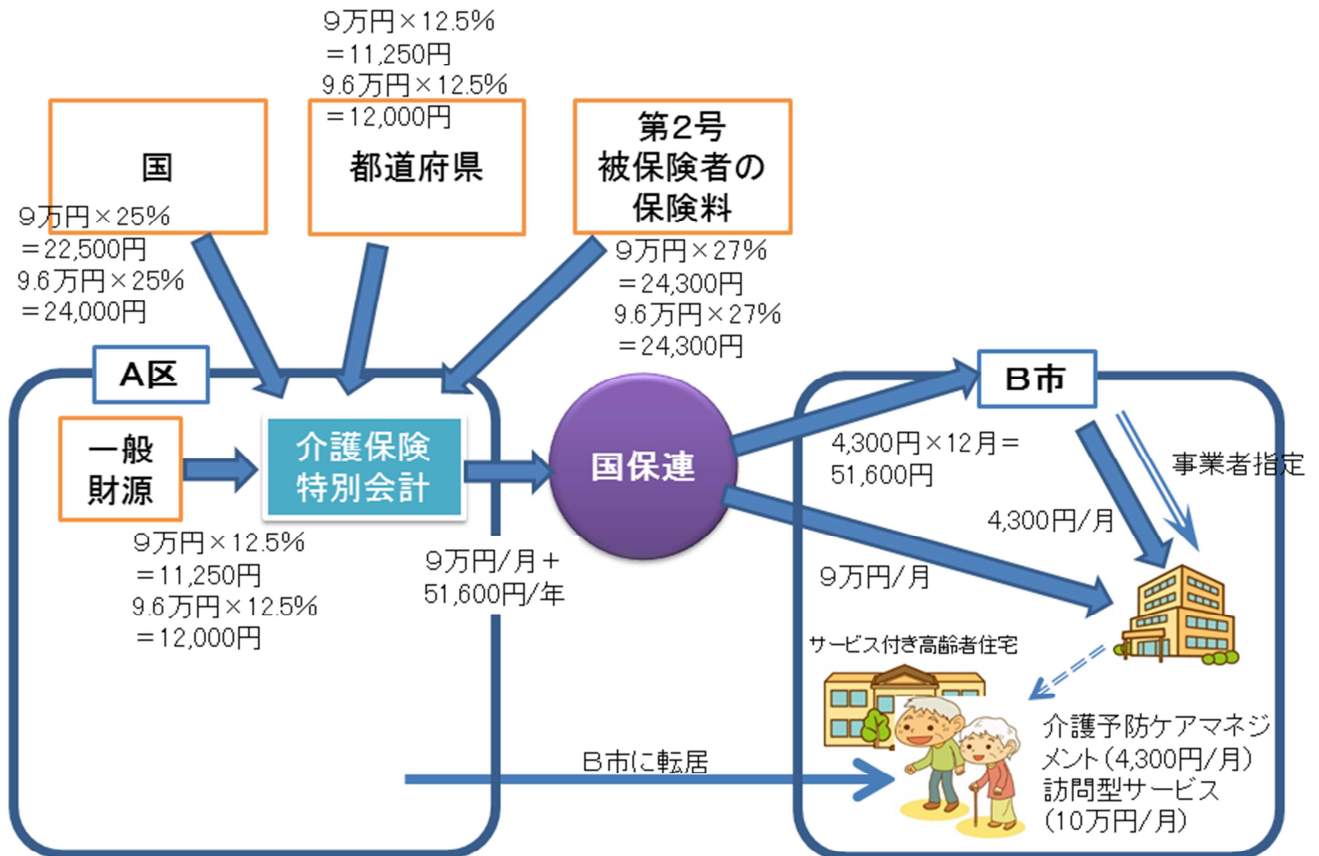 9万円×12.5%
＝11,250円
9.6万円×12.5%
＝12,000円
国
都道府県
第2号
被保険者の
保険料
9万円×25%
＝22,500円
9.6万円×25%
＝24,000円
9万円×27%
＝24,300円
9.6万円×27%
＝24,300円
A区
一般
財源
介護保険
特別会計
9万円×12.5%
＝11,250円
9.6万円×12.5%
＝12,000円
9万円/月＋
51,600円/年
国保連
B市
4,300円×12月＝
51,600円
事業者指定
4,300円/月
9万円/月
サービス付き高齢者住宅
B市に転居
介護予防ケアマネジ
メント(4,300円/月)
訪問型サービス
(10万円/月)